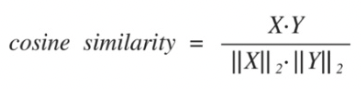 cosine similarity = X·Y / ||X|| ₂· ||Y|| ₂